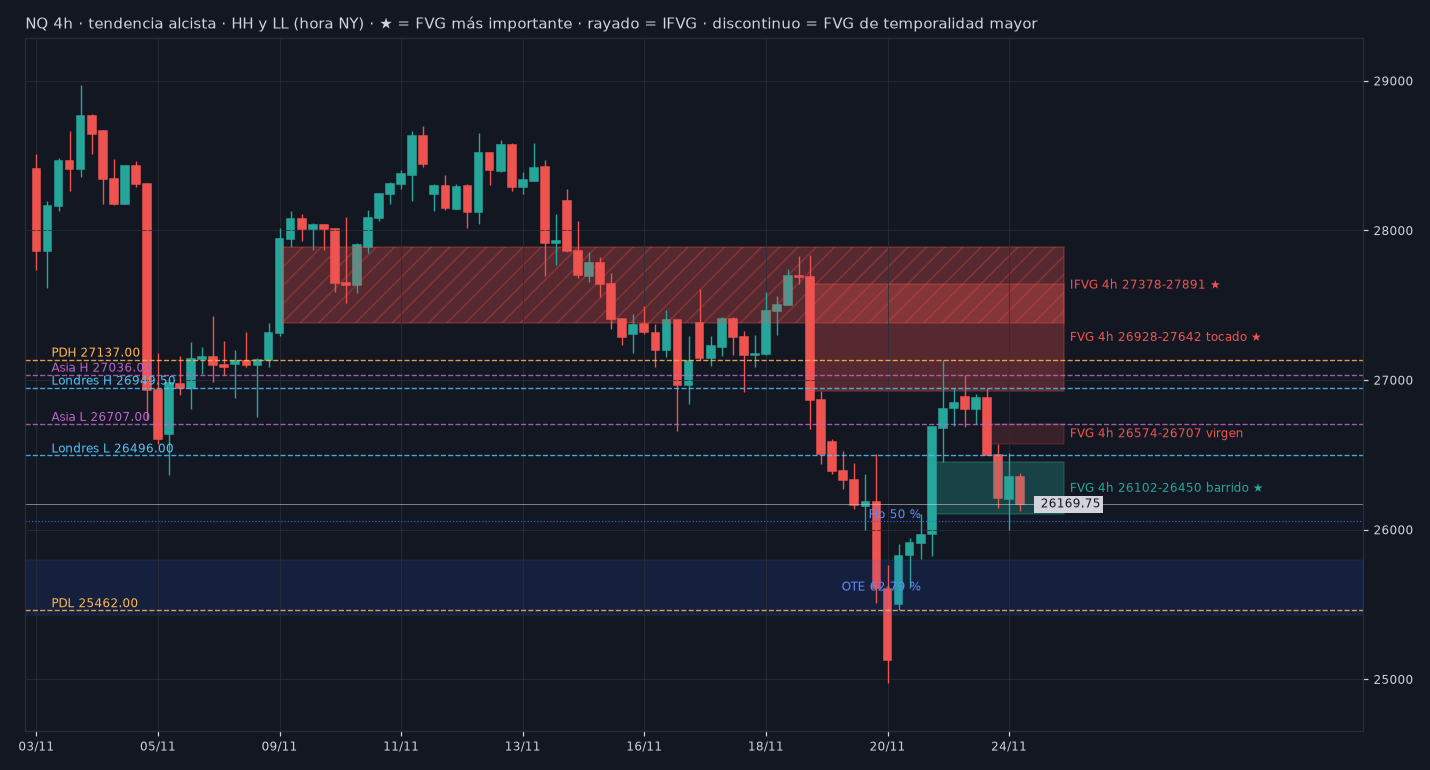 NQ 4h · tendencia alcista · HH y LL (hora NY) · ★ = FVG más importante · rayado = IFVG · discontinuo = FVG de temporalidad mayor
29000
28000
IFVG 4h 27378-27891 ★
FVG 4h 26928-27642 tocado ★
PDH 27137.00
Asia H 27036.00
Londres H 26949.50
27000
Asia L 26707.00
FVG 4h 26574-26707 virgen
Londres L 26496.00
FVG 4h 26102-26450 barrido ★
26169.75
Fib 50 %
26000
OTE 62-79 %
PDL 25462.00
25000
03/11
05/11
09/11
11/11
13/11
16/11
18/11
20/11
24/11